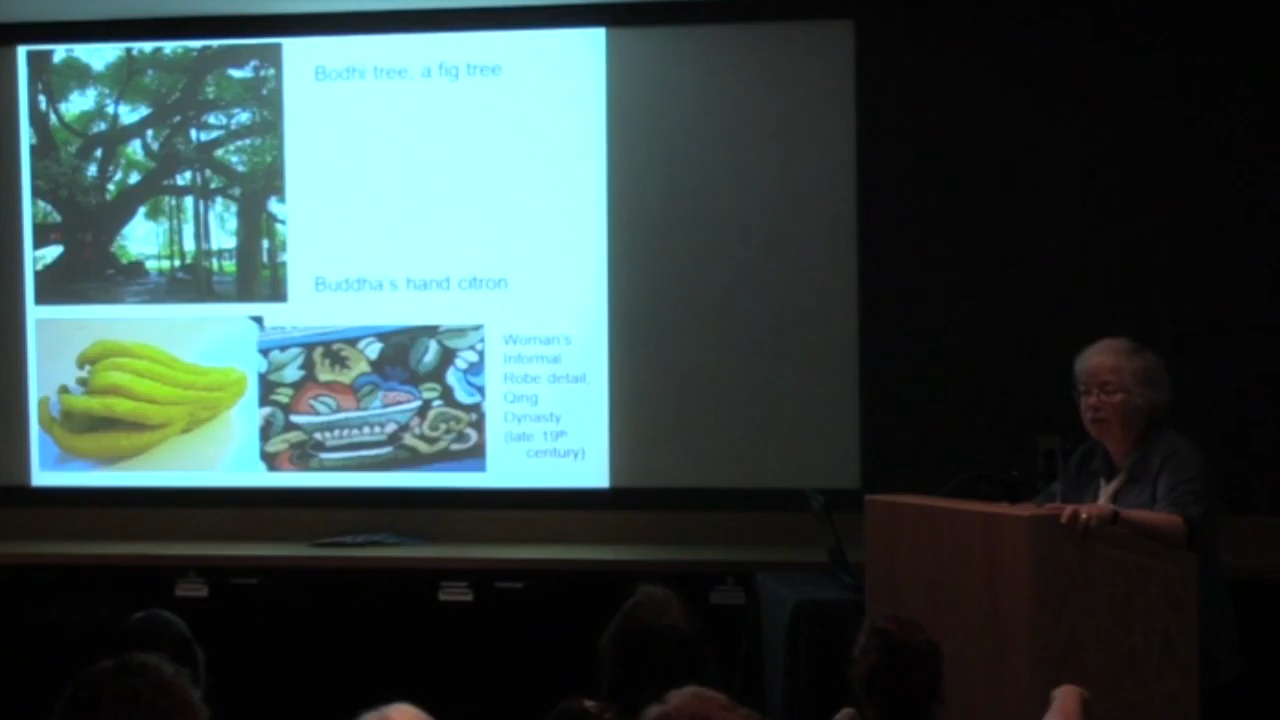 Bodhi tree, a fig tree
Buddha's hand citron
Woman's
Informal
Robe detail,
Qing
Dynasty
(late 19th
century)